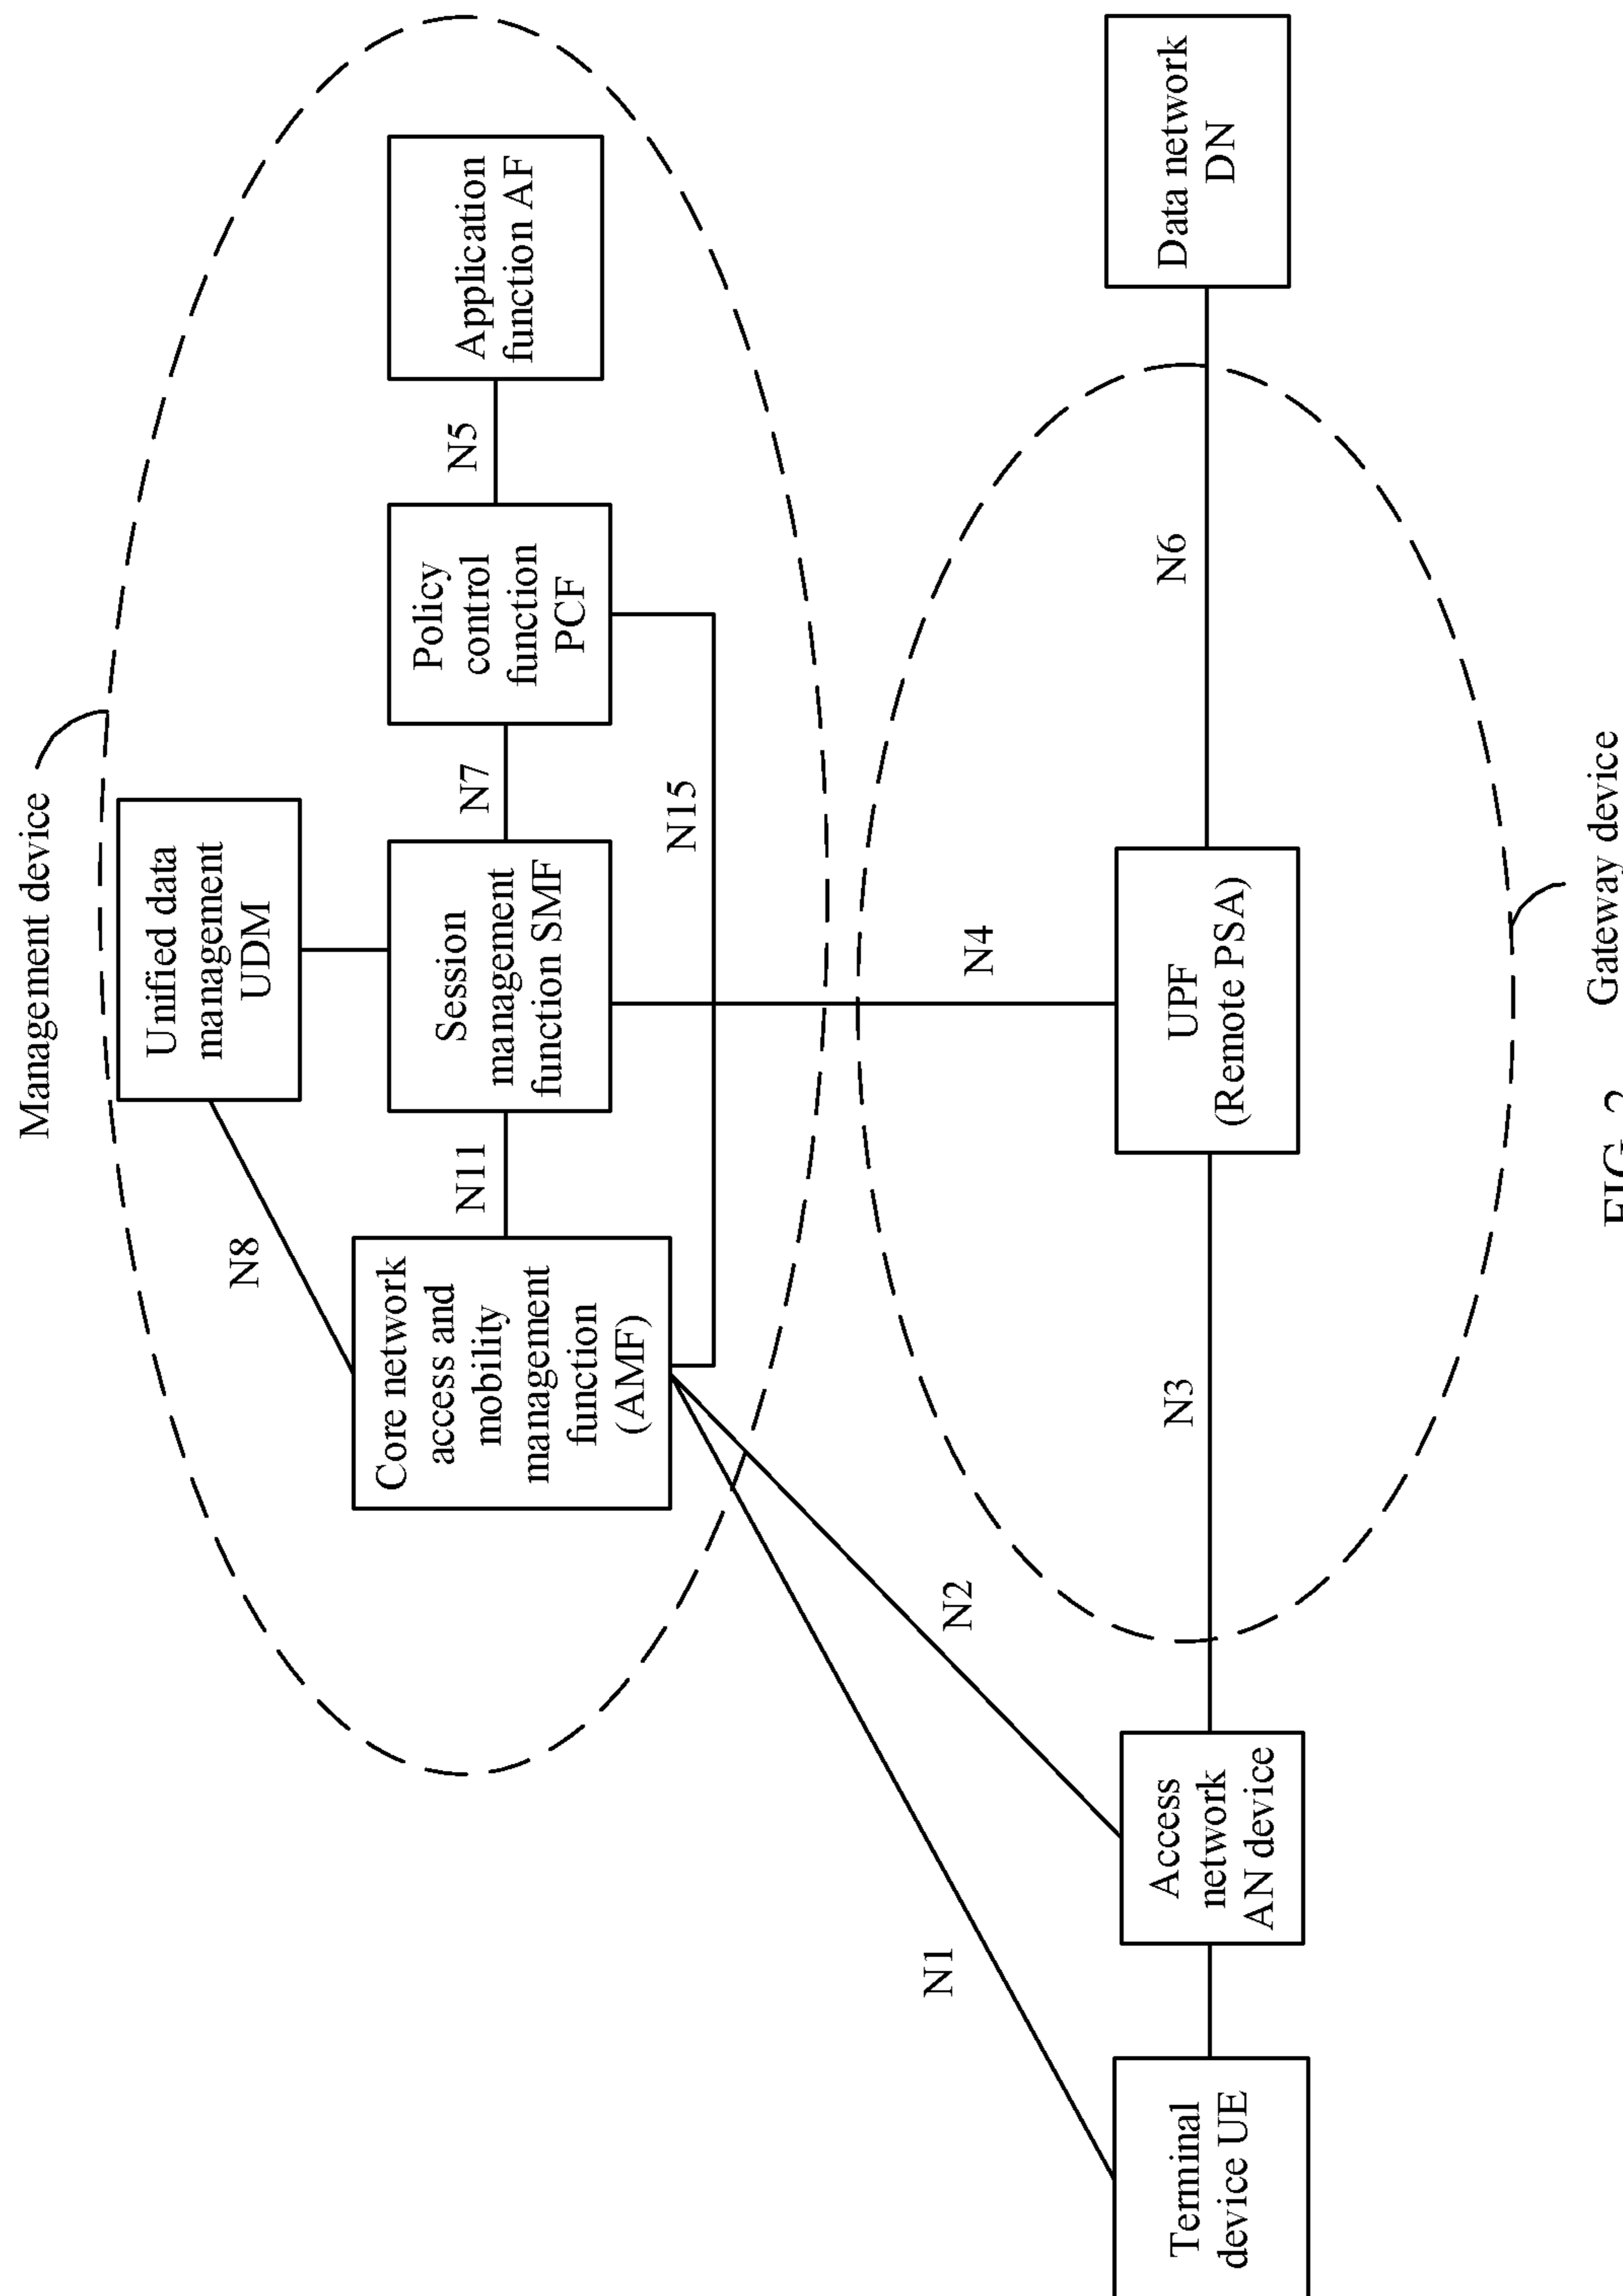 Management device
Unified data
management
UDM
N8
Core network
access and
mobility
management
function
(AMF)
N11
Session
management
function SMF
N7
Policy
control
function
PCF
N5
Application
function AF
N15
N1
N2
N4
Terminal
device UE
Access
network
AN device
N3
UPF
(Remote PSA)
N6
Data network
DN
Gateway device
FIG. 2